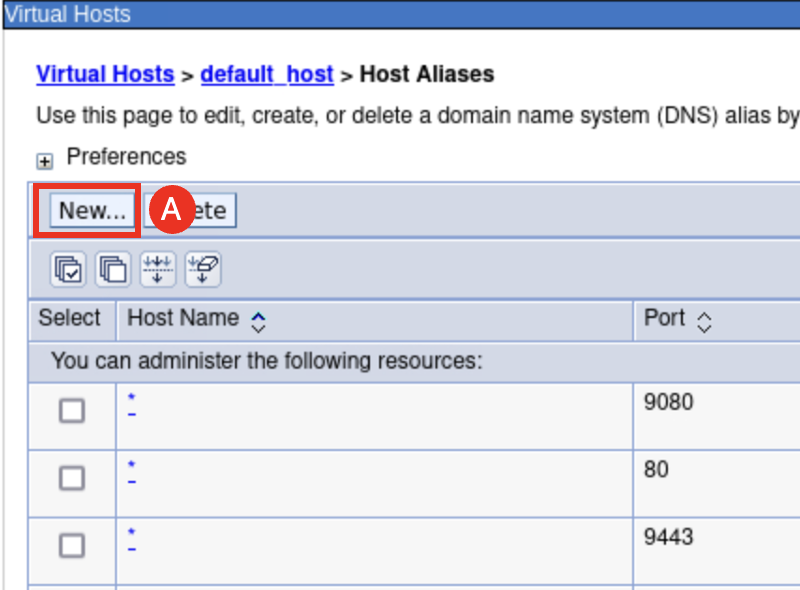 Virtual Hosts
Virtual Hosts > default_host > Host Aliases
Use this page to edit, create, or delete a domain name system (DNS) alias by
Preferences
New... A ete
Select Host Name Port
You can administer the following resources:
* 9080
* 80
* 9443